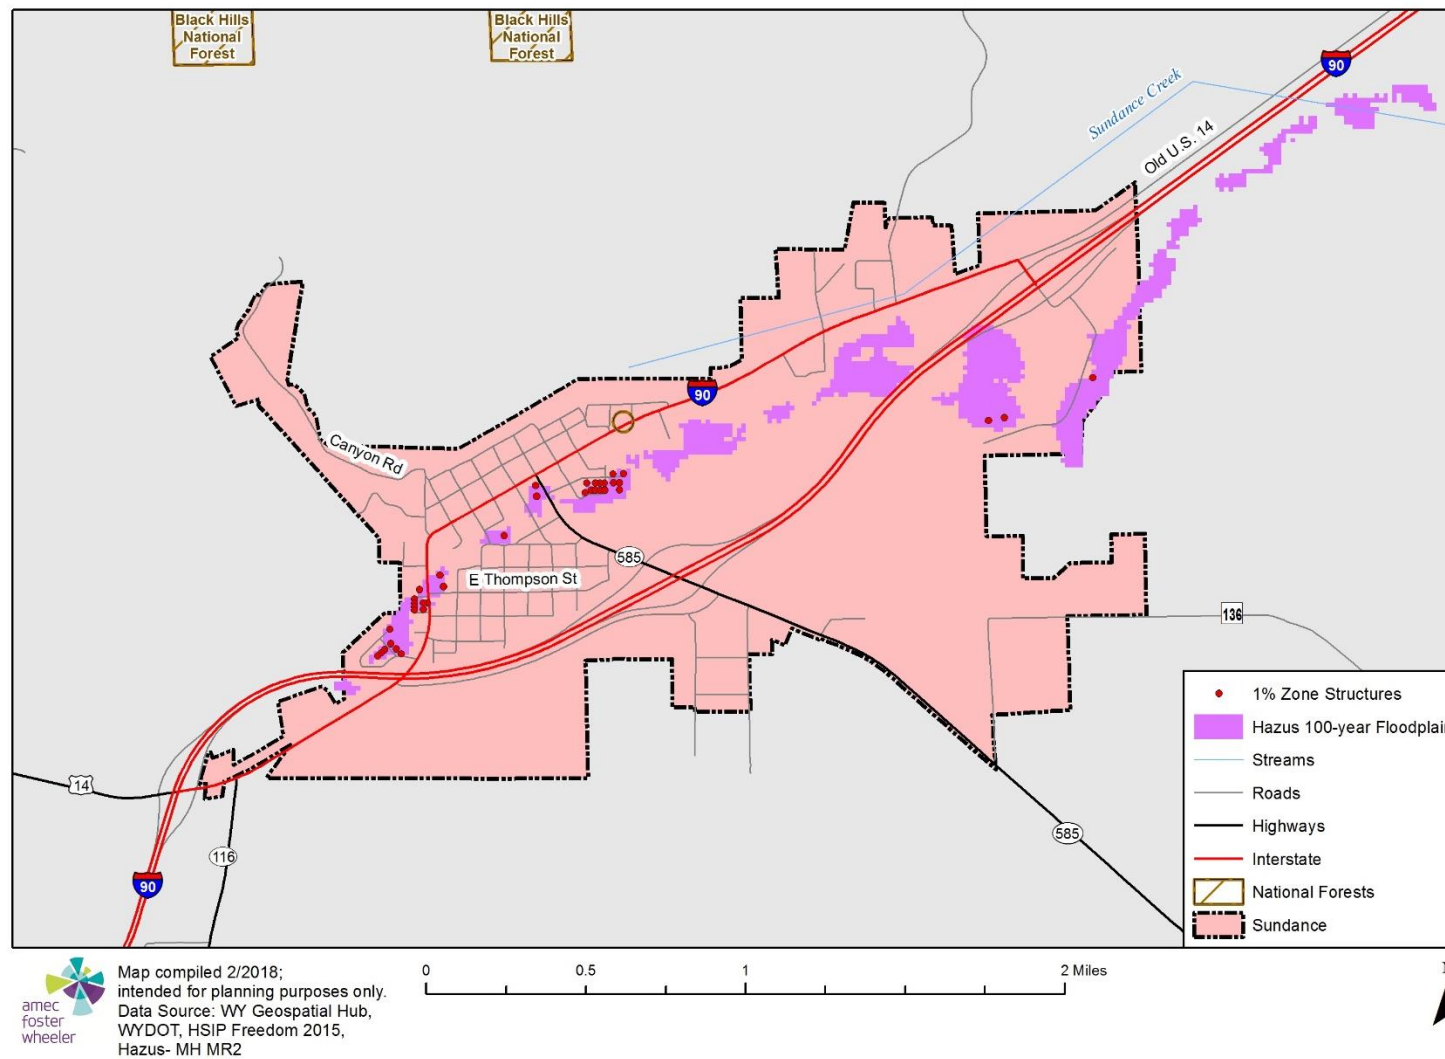 Black Hills
National
Forest
Black Hills
National
Forest
90
Sundance Creek
Old U.S. 14
90
Canyon Rd
585
E Thompson St
136
14
116
585
90
1% Zone Structures
Hazus 100-year Floodplain
Streams
Roads
Highways
Interstate
National Forests
Sundance
amec
foster
wheeler
Map compiled 2/2018;
intended for planning purposes only.
Data Source: WY Geospatial Hub,
WYDOT, HSIP Freedom 2015,
Hazus- MH MR2
0 0.5 1 2 Miles